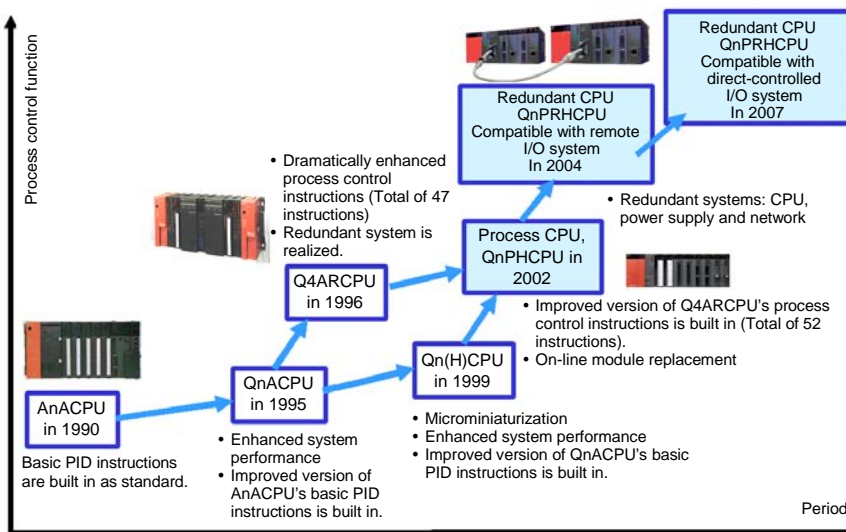 Process control function
Redundant CPU
QnPRHCPU
Compatible with
direct-controlled
I/O system
In 2007
Redundant CPU
QnPRHCPU
Compatible with remote
I/O system
In 2004
• Redundant systems: CPU,
power supply and network
• Dramatically enhanced
process control
instructions (Total of 47
instructions)
• Redundant system is
realized.
Process CPU,
QnPHCPU in
2002
Q4ARCPU
in 1996
• Improved version of Q4ARCPU's process
control instructions is built in (Total of 52
instructions).
• On-line module replacement
Qn(H)CPU
in 1999
QnACPU
in 1995
AnACPU
in 1990
Basic PID instructions
are built in as standard.
• Enhanced system
performance
• Improved version of
AnACPU's basic PID
instructions is built in.
• Microminiaturization
• Enhanced system performance
• Improved version of QnACPU's basic
PID instructions is built in.
Period